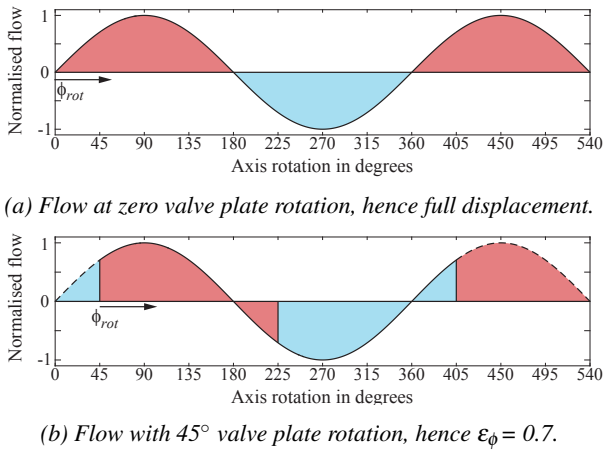 Normalised flow
1
0
-1
ϕrot
0 45 90 135 180 225 270 315 360 405 450 495 540
Axis rotation in degrees
(a) Flow at zero valve plate rotation, hence full displacement.
Normalised flow
1
0
-1
ϕrot
0 45 90 135 180 225 270 315 360 405 450 495 540
Axis rotation in degrees
(b) Flow with 45° valve plate rotation, hence εϕ = 0.7.